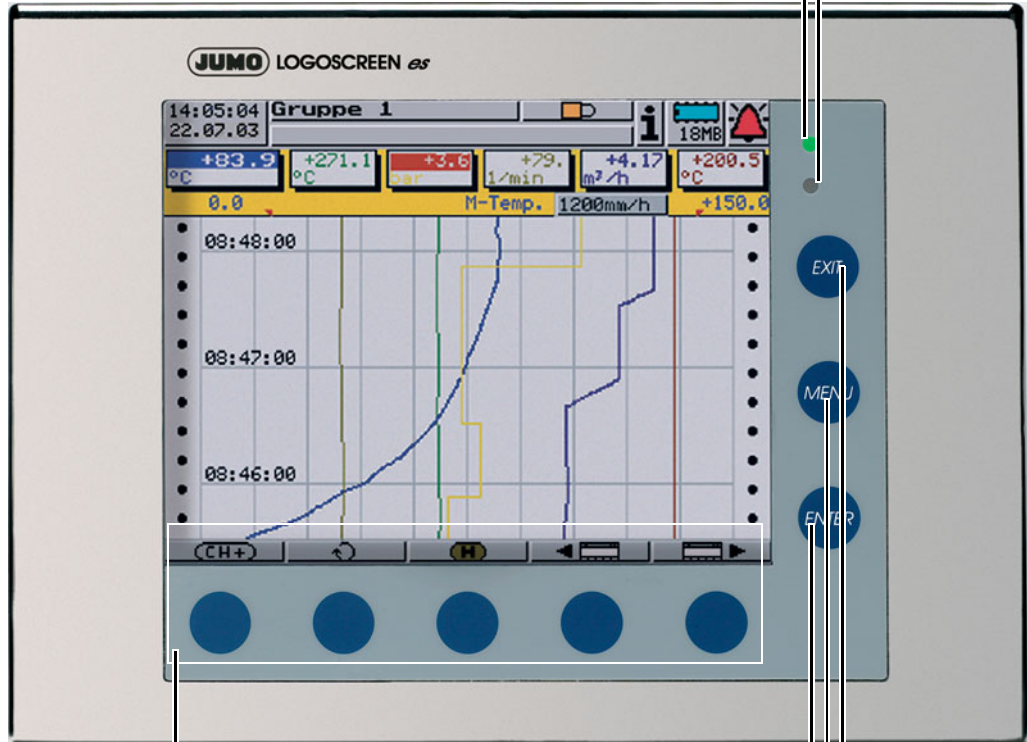 JUMO LOGOSCREEN es
14:05:04 Gruppe 1
22.07.03 i 18MB
+83.9 +271.1 +3.6 +79. +4.17 +200.5
°C °C bar l/min m³/h °C
0.0 M-Temp. 1200mm/h +150.0
08:48:00
08:47:00
08:46:00
EXIT
MENU
ENTER
(CH+) (H)